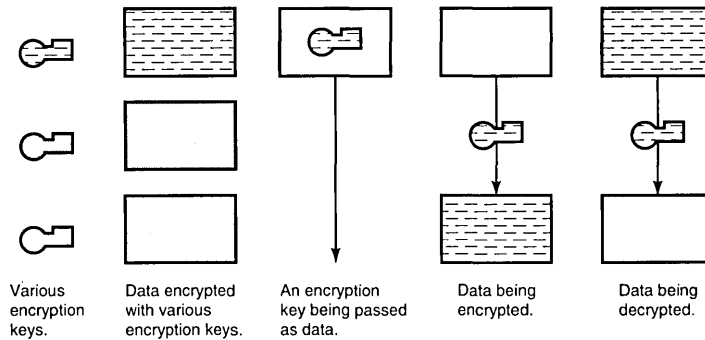 Various
encryption
keys.
Data encrypted
with various
encryption keys.
An encryption
key being passed
as data.
Data being
encrypted.
Data being
decrypted.